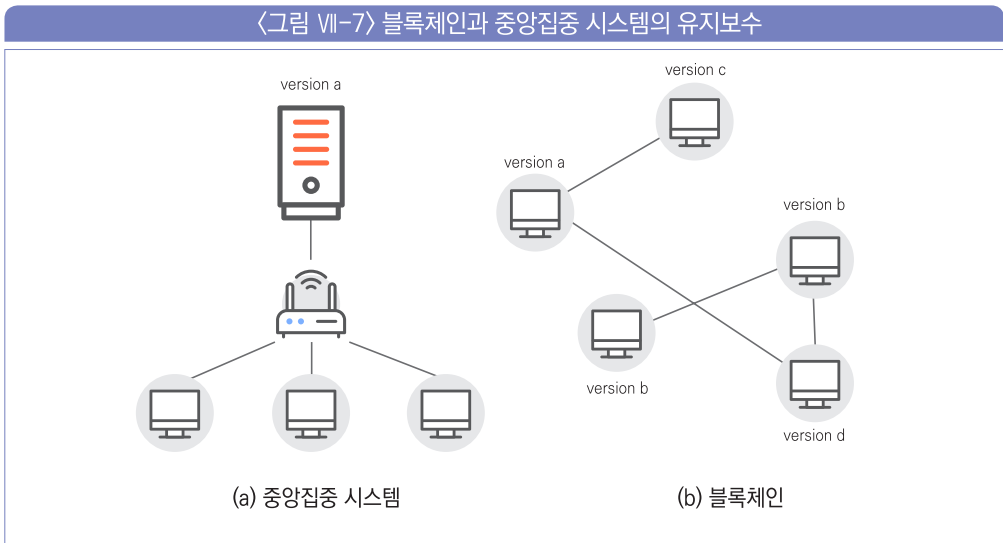 〈그림 Ⅶ-7〉 블록체인과 중앙집중 시스템의 유지보수
version a
version c
version a
version b
version b
version d
(a) 중앙집중 시스템
(b) 블록체인